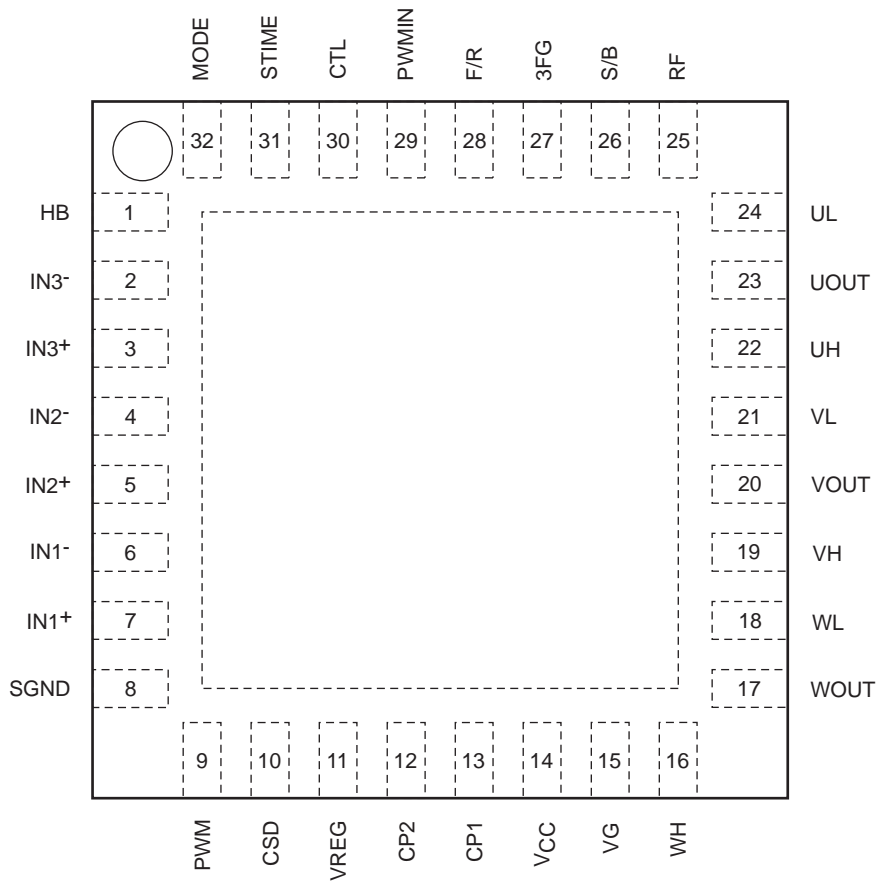 MODE STIME CTL PWMIN F/R 3FG S/B RF
32 31 30 29 28 27 26 25
HB 1 24 UL
IN3- 2 23 UOUT
IN3+ 3 22 UH
IN2- 4 21 VL
IN2+ 5 20 VOUT
IN1- 6 19 VH
IN1+ 7 18 WL
SGND 8 17 WOUT
9 10 11 12 13 14 15 16
PWM CSD VREG CP2 CP1 VCC VG WH